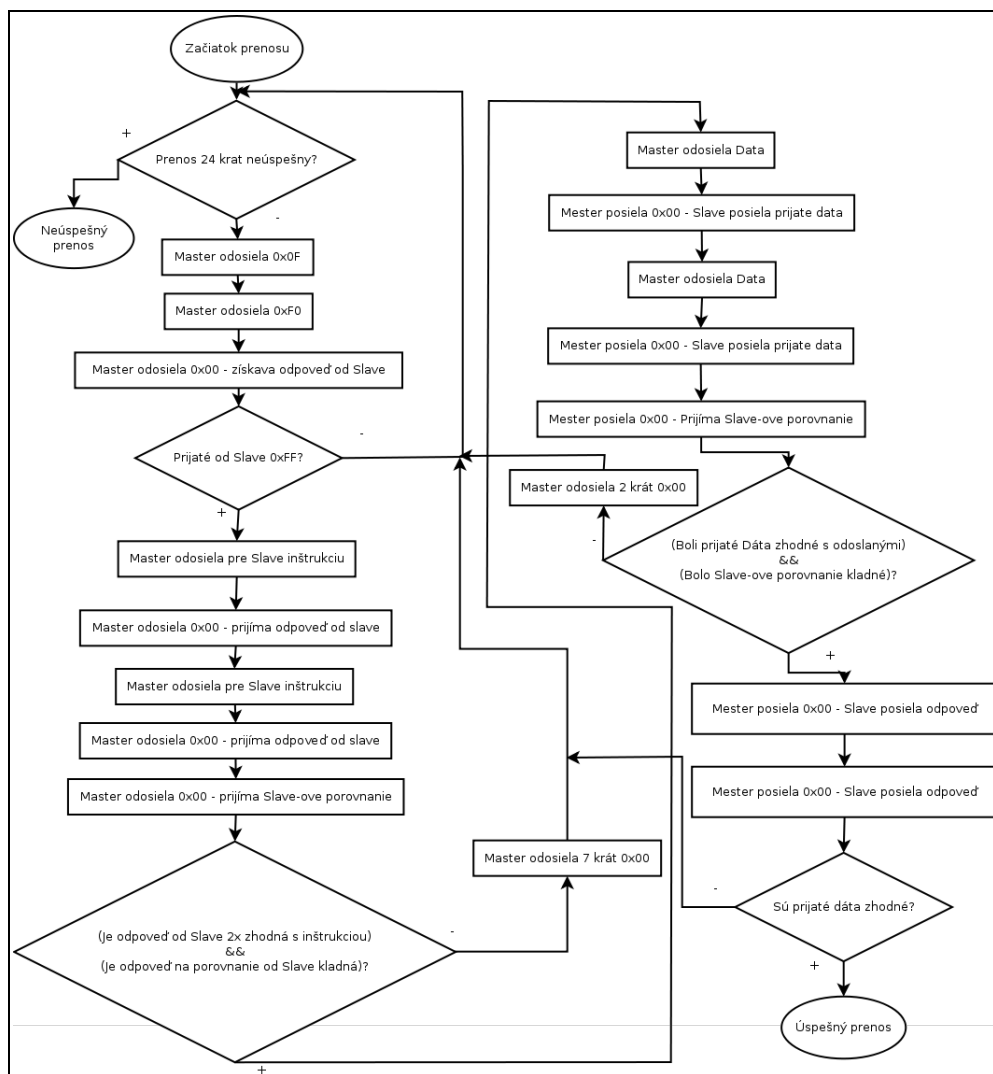 Začiatok prenosu
+
Prenos 24 krat neúspešny?
-
Neúspešný
prenos
Master odosiela 0x0F
Master odosiela 0xF0
Master odosiela 0x00 - získava odpoveď od Slave
-
Prijaté od Slave 0xFF?
+
Master odosiela pre Slave inštrukciu
Master odosiela 0x00 - prijíma odpoveď od slave
Master odosiela pre Slave inštrukciu
Master odosiela 0x00 - prijíma odpoveď od slave
Master odosiela 0x00 - prijíma Slave-ove porovnanie
(Je odpoveď od Slave 2x zhodná s inštrukciou)
&&
(Je odpoveď na porovnanie od Slave kladná)?
-
+
Master odosiela 7 krát 0x00
Master odosiela Data
Mester posiela 0x00 - Slave posiela prijate data
Master odosiela Data
Mester posiela 0x00 - Slave posiela prijate data
Mester posiela 0x00 - Prijíma Slave-ove porovnanie
Master odosiela 2 krát 0x00
-
(Boli prijaté Dáta zhodné s odoslanými)
&&
(Bolo Slave-ove porovnanie kladné)?
+
Mester posiela 0x00 - Slave posiela odpoveď
Mester posiela 0x00 - Slave posiela odpoveď
-
Sú prijaté dáta zhodné?
+
Úspešný prenos